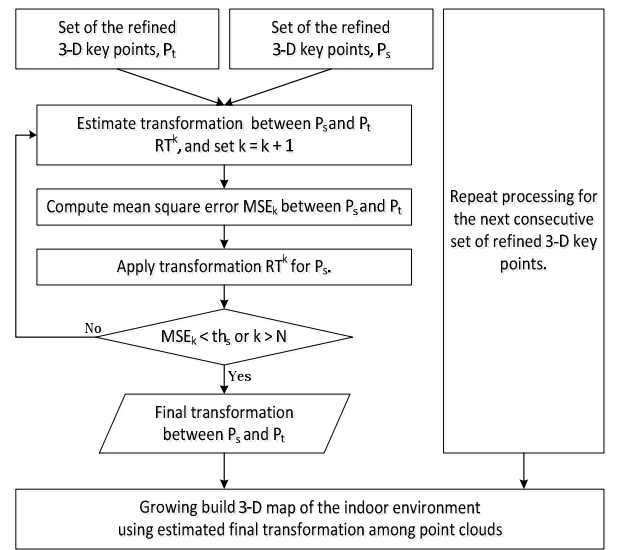 Set of the refined
3-D key points, Pt
Set of the refined
3-D key points, Ps
Estimate transformation between Ps and Pt
RT^k, and set k = k + 1
Compute mean square error MSEk between Ps and Pt
Apply transformation RT^k for Ps.
No
MSEk < ths or k > N
Yes
Final transformation
between Ps and Pt
Repeat processing for
the next consecutive
set of refined 3-D key
points.
Growing build 3-D map of the indoor environment
using estimated final transformation among point clouds